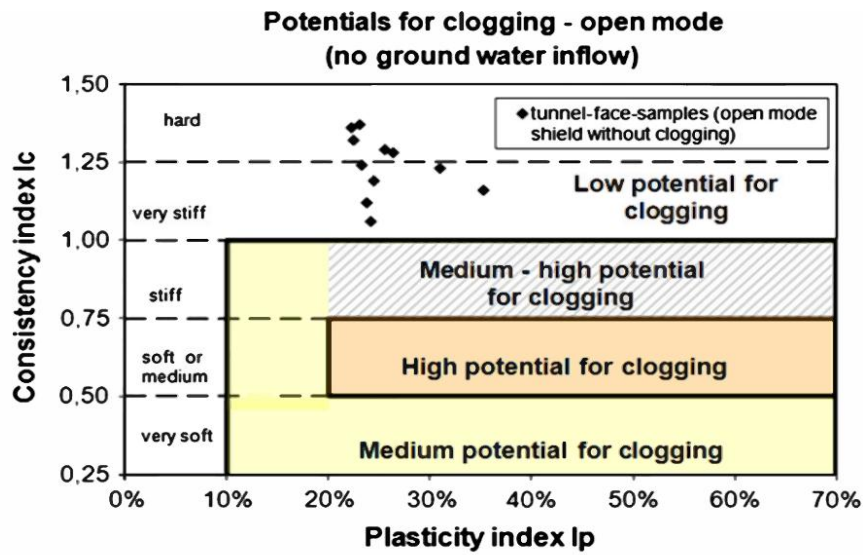 Potentials for clogging - open mode
(no ground water inflow)
Consistency index Ic
1,50
1,25
1,00
0,75
0,50
0,25
hard
very stiff
stiff
soft or
medium
very soft
◆tunnel-face-samples (open mode
shield without clogging)
Low potential for
clogging
Medium - high potential
for clogging
High potential for clogging
Medium potential for clogging
0% 10% 20% 30% 40% 50% 60% 70%
Plasticity index Ip